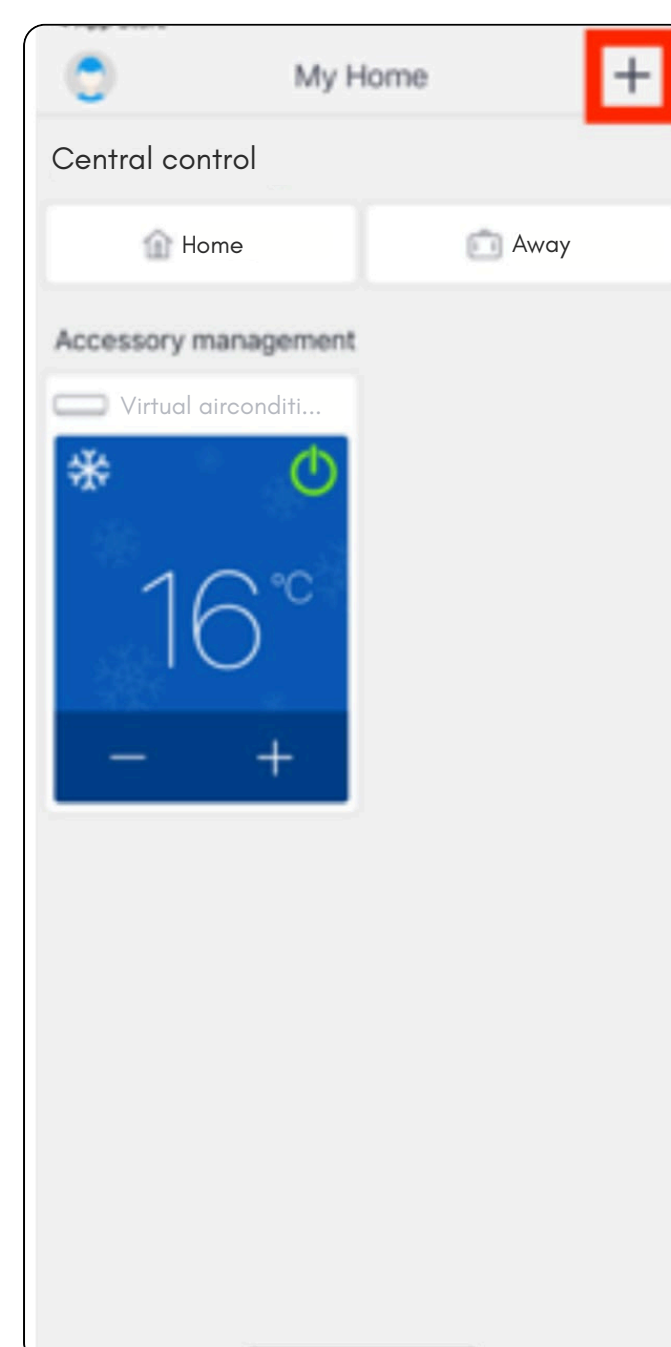 My Home
+
Central control
Home
Away
Accessory management
Virtual airconditi...
16°C
− +